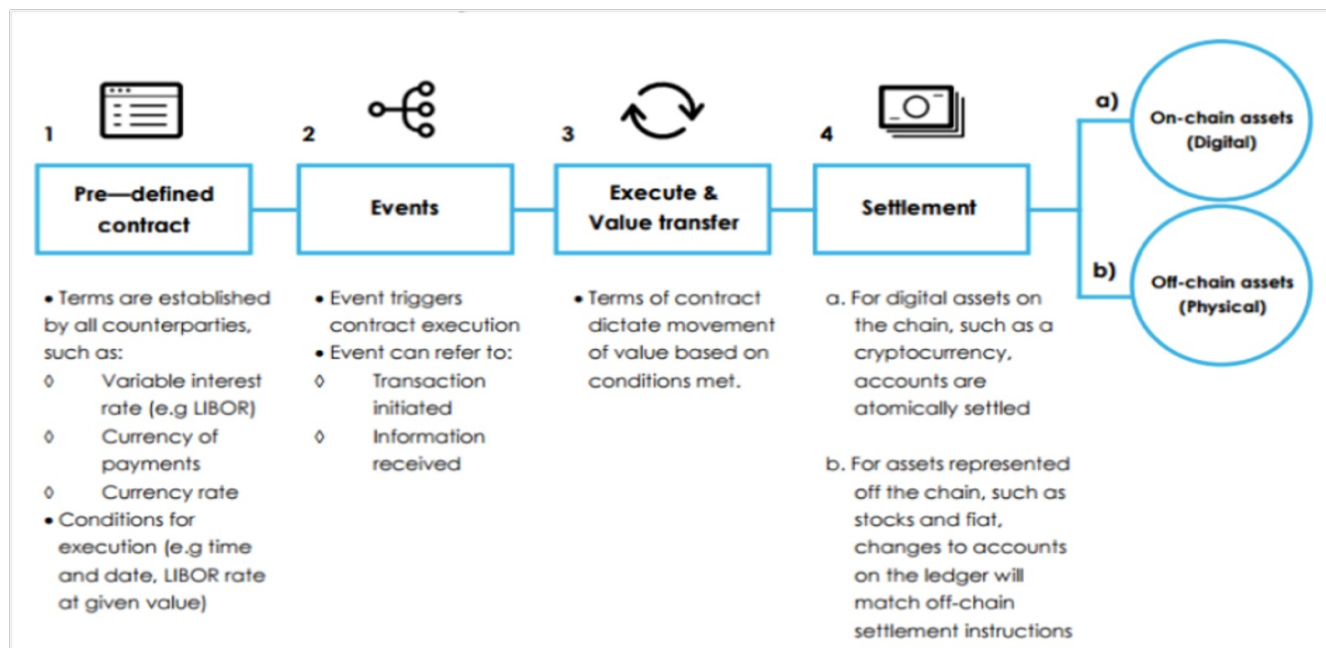 1
Pre—defined
contract
• Terms are established
by all counterparties,
such as:
◊ Variable interest
rate (e.g LIBOR)
◊ Currency of
payments
◊ Currency rate
• Conditions for
execution (e.g time
and date, LIBOR rate
at given value)
2
Events
• Event triggers
contract execution
• Event can refer to:
◊ Transaction
initiated
◊ Information
received
3
Execute &
Value transfer
• Terms of contract
dictate movement
of value based on
conditions met.
4
Settlement
a. For digital assets on
the chain, such as a
cryptocurrency,
accounts are
atomically settled
b. For assets represented
off the chain, such as
stocks and fiat,
changes to accounts
on the ledger will
match off-chain
settlement instructions
a)
On-chain assets
(Digital)
b)
Off-chain assets
(Physical)